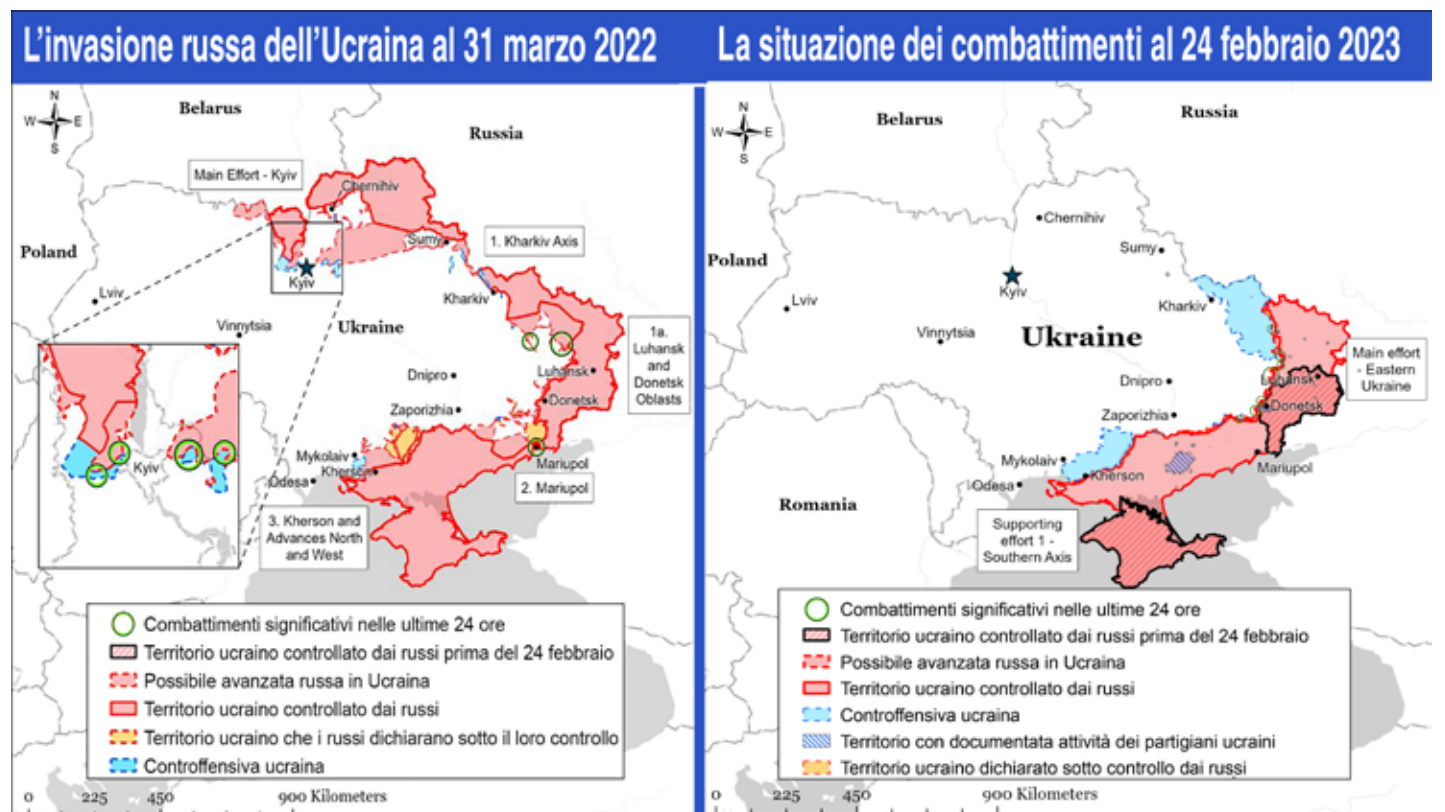 L'invasione russa dell'Ucraina al 31 marzo 2022
N
W
E
S
Belarus
Russia
Main Effort - Kyiv
Chernihiv
Poland
Sumy
1. Kharkiv Axis
Kyiv
Lviv
Kharkiv
Vinnytsia
Ukraine
1a.
Luhansk
and
Donetsk
Oblasts
Luhansk
Dnipro
Donetsk
Zaporizhia
Kyiv
Mykolaiv
Kherson
Mariupol
Odesa
2. Mariupol
3. Kherson and
Advances North
and West
Combattimenti significativi nelle ultime 24 ore
Territorio ucraino controllato dai russi prima del 24 febbraio
Possibile avanzata russa in Ucraina
Territorio ucraino controllato dai russi
Territorio ucraino che i russi dichiarano sotto il loro controllo
Controffensiva ucraina
0 225 450 900 Kilometers
La situazione dei combattimenti al 24 febbraio 2023
N
W
E
S
Belarus
Russia
Chernihiv
Sumy
Poland
Kyiv
Lviv
Kharkiv
Vinnytsia
Ukraine
Main effort
- Eastern
Ukraine
Luhansk
Dnipro
Donetsk
Zaporizhia
Mykolaiv
Mariupol
Kherson
Odesa
Romania
Supporting
effort 1 -
Southern Axis
Combattimenti significativi nelle ultime 24 ore
Territorio ucraino controllato dai russi prima del 24 febbraio
Possibile avanzata russa in Ucraina
Territorio ucraino controllato dai russi
Controffensiva ucraina
Territorio con documentata attività dei partigiani ucraini
Territorio ucraino dichiarato sotto controllo dai russi
0 225 450 900 Kilometers